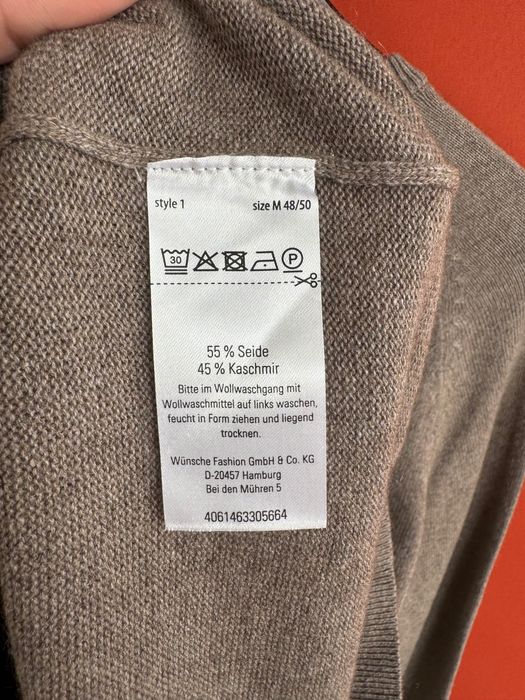 style 1 size M 48/50
30 P
55 % Seide
45 % Kaschmir
Bitte im Wollwaschgang mit
Wollwaschmittel auf links waschen,
feucht in Form ziehen und liegend
trocknen.
Wünsche Fashion GmbH & Co. KG
D-20457 Hamburg
Bei den Mühren 5
4061463305664